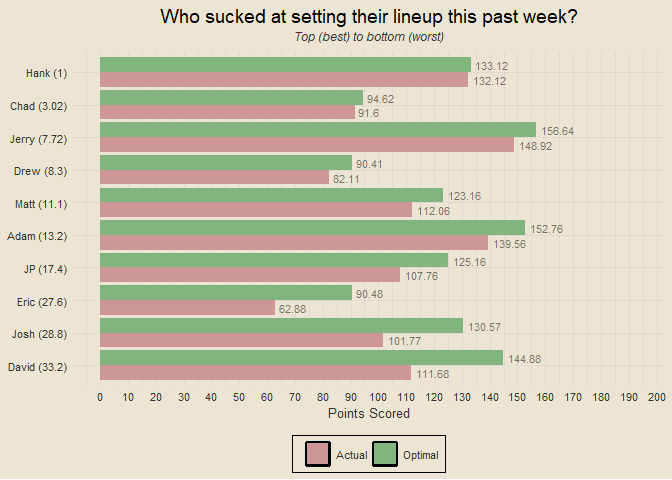 Who sucked at setting their lineup this past week?
Top (best) to bottom (worst)
Hank (1)
133.12
132.12
Chad (3.02)
94.62
91.6
Jerry (7.72)
156.64
148.92
Drew (8.3)
90.41
82.11
Matt (11.1)
123.16
112.06
Adam (13.2)
152.76
139.56
JP (17.4)
125.16
107.76
Eric (27.6)
90.48
62.88
Josh (28.8)
130.57
101.77
David (33.2)
144.88
111.68
0 10 20 30 40 50 60 70 80 90 100 110 120 130 140 150 160 170 180 190 200
Points Scored
Actual Optimal